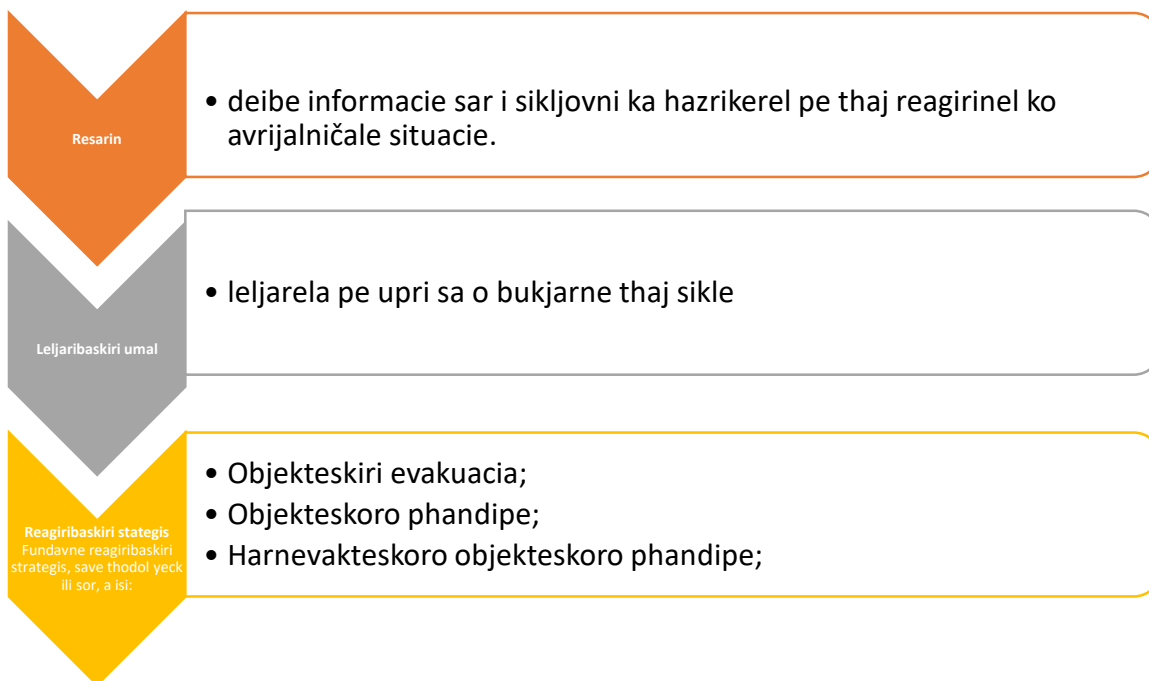 Resarin
• deibe informacie sar i sikljovni ka hazrikerel pe thaj reagirinel ko
avrijalničale situacie.
Leljaribaskiri umal
• leljarela pe upri sa o bukjarne thaj sikle
Reagiribaskiri stategis
Fundavne reagiribaskiri
strategis, save thodol yeck
ili sor, a isi:
• Objekteskiri evakuacia;
• Objekteskoro phandipe;
• Harnevakteskoro objekteskoro phandipe;